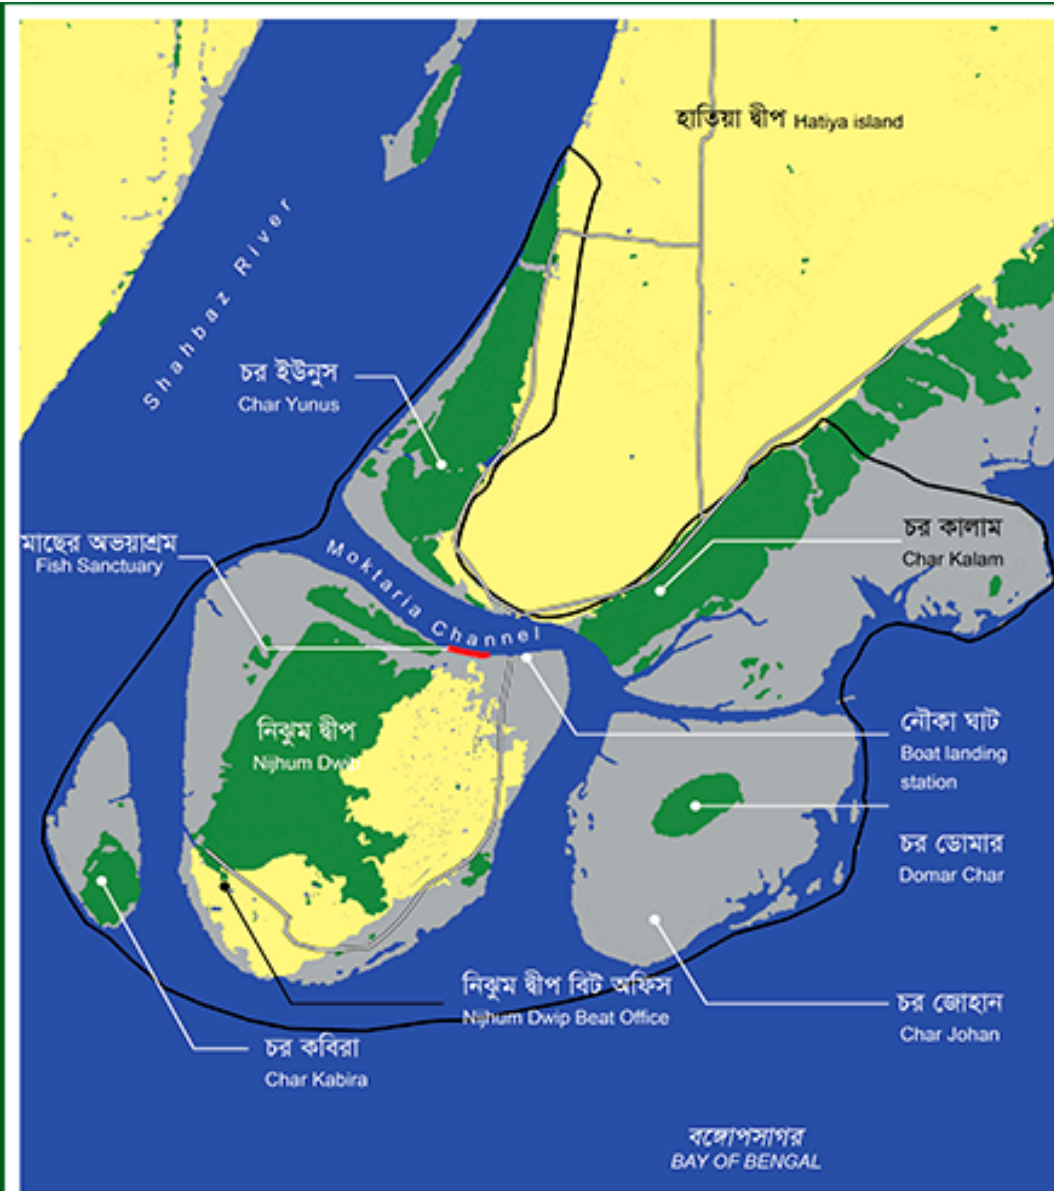 হাতিয়া দ্বীপ Hatiya island
Shahbaz River
চর ইউনুস
Char Yunus
মাছের অভয়াশ্রম
Fish Sanctuary
Moktaria Channel
চর কালাম
Char Kalam
নিঝুম দ্বীপ
Nijhum Dwip
নৌকা ঘাট
Boat landing
station
চর ডোমার
Domar Char
নিঝুম দ্বীপ বিট অফিস
Nijhum Dwip Beat Office
চর জোহান
Char Johan
চর কবিরা
Char Kabira
বঙ্গোপসাগর
BAY OF BENGAL